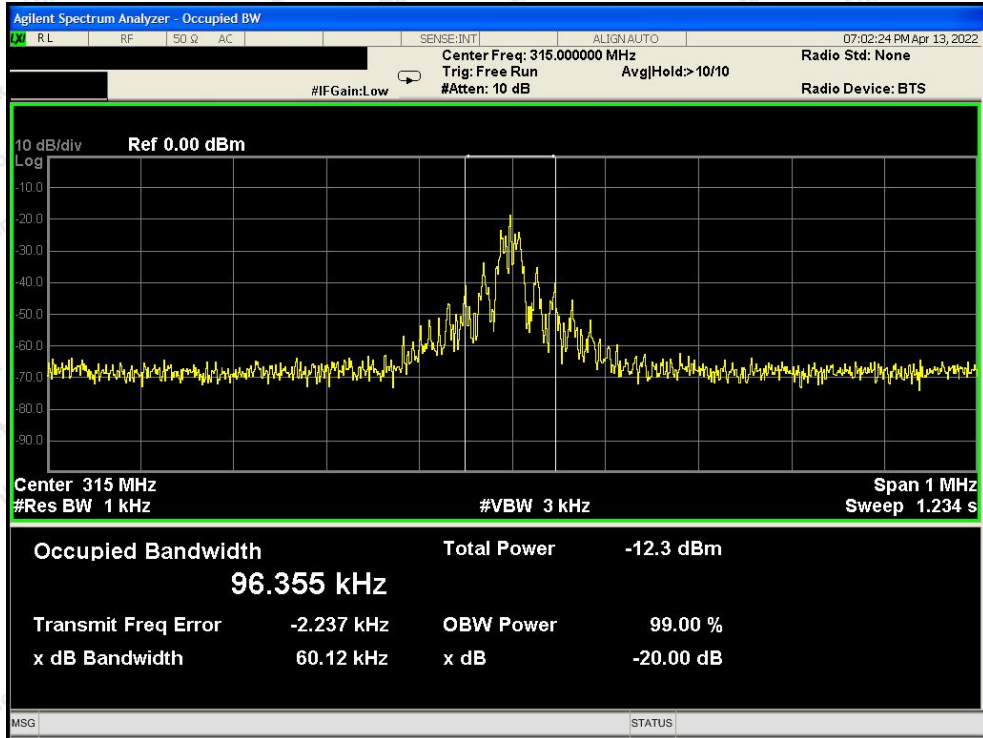 Agilent Spectrum Analyzer - Occupied BW
LXI RL RF 50 Ω AC SENSE:INT ALIGN AUTO 07:02:24 PM Apr 13, 2022
Center Freq: 315.000000 MHz Radio Std: None
Trig: Free Run Avg|Hold:>10/10
#IFGain:Low #Atten: 10 dB Radio Device: BTS
10 dB/div Ref 0.00 dBm
Log
-10.0
-20.0
-30.0
-40.0
-50.0
-60.0
-70.0
-80.0
-90.0
Center 315 MHz Span 1 MHz
#Res BW 1 kHz #VBW 3 kHz Sweep 1.234 s
Occupied Bandwidth Total Power -12.3 dBm
96.355 kHz
Transmit Freq Error -2.237 kHz OBW Power 99.00 %
x dB Bandwidth 60.12 kHz x dB -20.00 dB
MSG STATUS